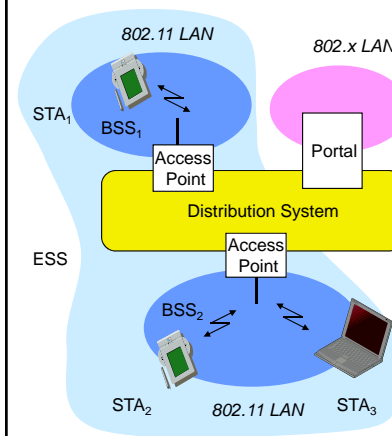 802.11 LAN
802.x LAN
STA₁
BSS₁
Access
Point
Portal
Distribution System
Access
Point
ESS
BSS₂
STA₂
802.11 LAN
STA₃